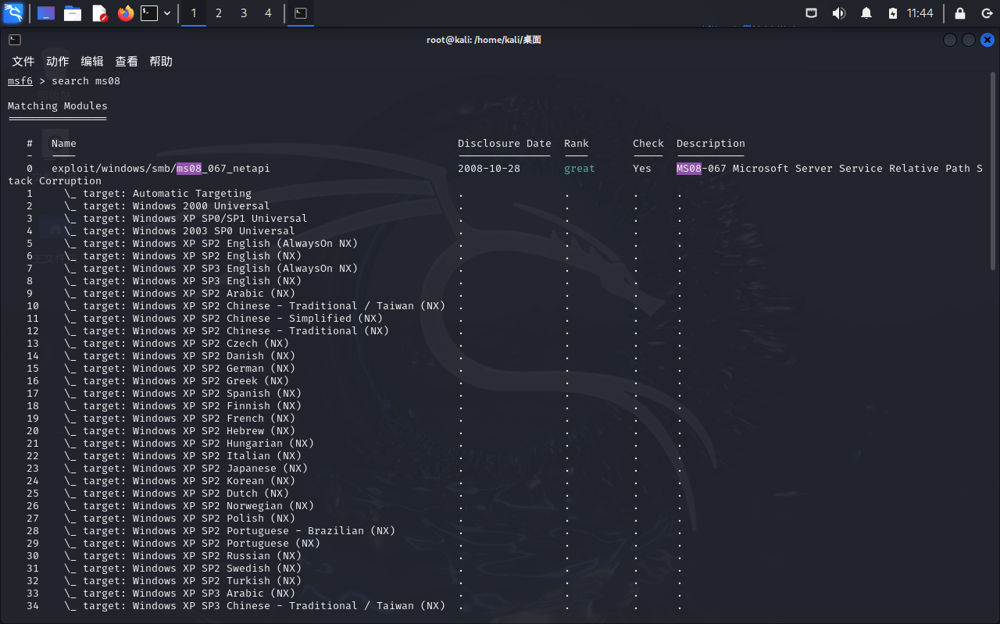 1 2 3 4 11:44
root@kali: /home/kali/桌面
文件 动作 编辑 查看 帮助
msf6 > search ms08
Matching Modules
================
# Name Disclosure Date Rank Check Description
- ---- --------------- ---- ----- -----------
0 exploit/windows/smb/ms08_067_netapi 2008-10-28 great Yes MS08-067 Microsoft Server Service Relative Path S
tack Corruption
1 \_ target: Automatic Targeting . . . .
2 \_ target: Windows 2000 Universal . . . .
3 \_ target: Windows XP SP0/SP1 Universal . . . .
4 \_ target: Windows 2003 SP0 Universal . . . .
5 \_ target: Windows XP SP2 English (AlwaysOn NX) . . . .
6 \_ target: Windows XP SP2 English (NX) . . . .
7 \_ target: Windows XP SP3 English (AlwaysOn NX) . . . .
8 \_ target: Windows XP SP3 English (NX) . . . .
9 \_ target: Windows XP SP2 Arabic (NX) . . . .
10 \_ target: Windows XP SP2 Chinese - Traditional / Taiwan (NX) . . . .
11 \_ target: Windows XP SP2 Chinese - Simplified (NX) . . . .
12 \_ target: Windows XP SP2 Chinese - Traditional (NX) . . . .
13 \_ target: Windows XP SP2 Czech (NX) . . . .
14 \_ target: Windows XP SP2 Danish (NX) . . . .
15 \_ target: Windows XP SP2 German (NX) . . . .
16 \_ target: Windows XP SP2 Greek (NX) . . . .
17 \_ target: Windows XP SP2 Spanish (NX) . . . .
18 \_ target: Windows XP SP2 Finnish (NX) . . . .
19 \_ target: Windows XP SP2 French (NX) . . . .
20 \_ target: Windows XP SP2 Hebrew (NX) . . . .
21 \_ target: Windows XP SP2 Hungarian (NX) . . . .
22 \_ target: Windows XP SP2 Italian (NX) . . . .
23 \_ target: Windows XP SP2 Japanese (NX) . . . .
24 \_ target: Windows XP SP2 Korean (NX) . . . .
25 \_ target: Windows XP SP2 Dutch (NX) . . . .
26 \_ target: Windows XP SP2 Norwegian (NX) . . . .
27 \_ target: Windows XP SP2 Polish (NX) . . . .
28 \_ target: Windows XP SP2 Portuguese - Brazilian (NX) . . . .
29 \_ target: Windows XP SP2 Portuguese (NX) . . . .
30 \_ target: Windows XP SP2 Russian (NX) . . . .
31 \_ target: Windows XP SP2 Swedish (NX) . . . .
32 \_ target: Windows XP SP2 Turkish (NX) . . . .
33 \_ target: Windows XP SP3 Arabic (NX) . . . .
34 \_ target: Windows XP SP3 Chinese - Traditional / Taiwan (NX) . . . .